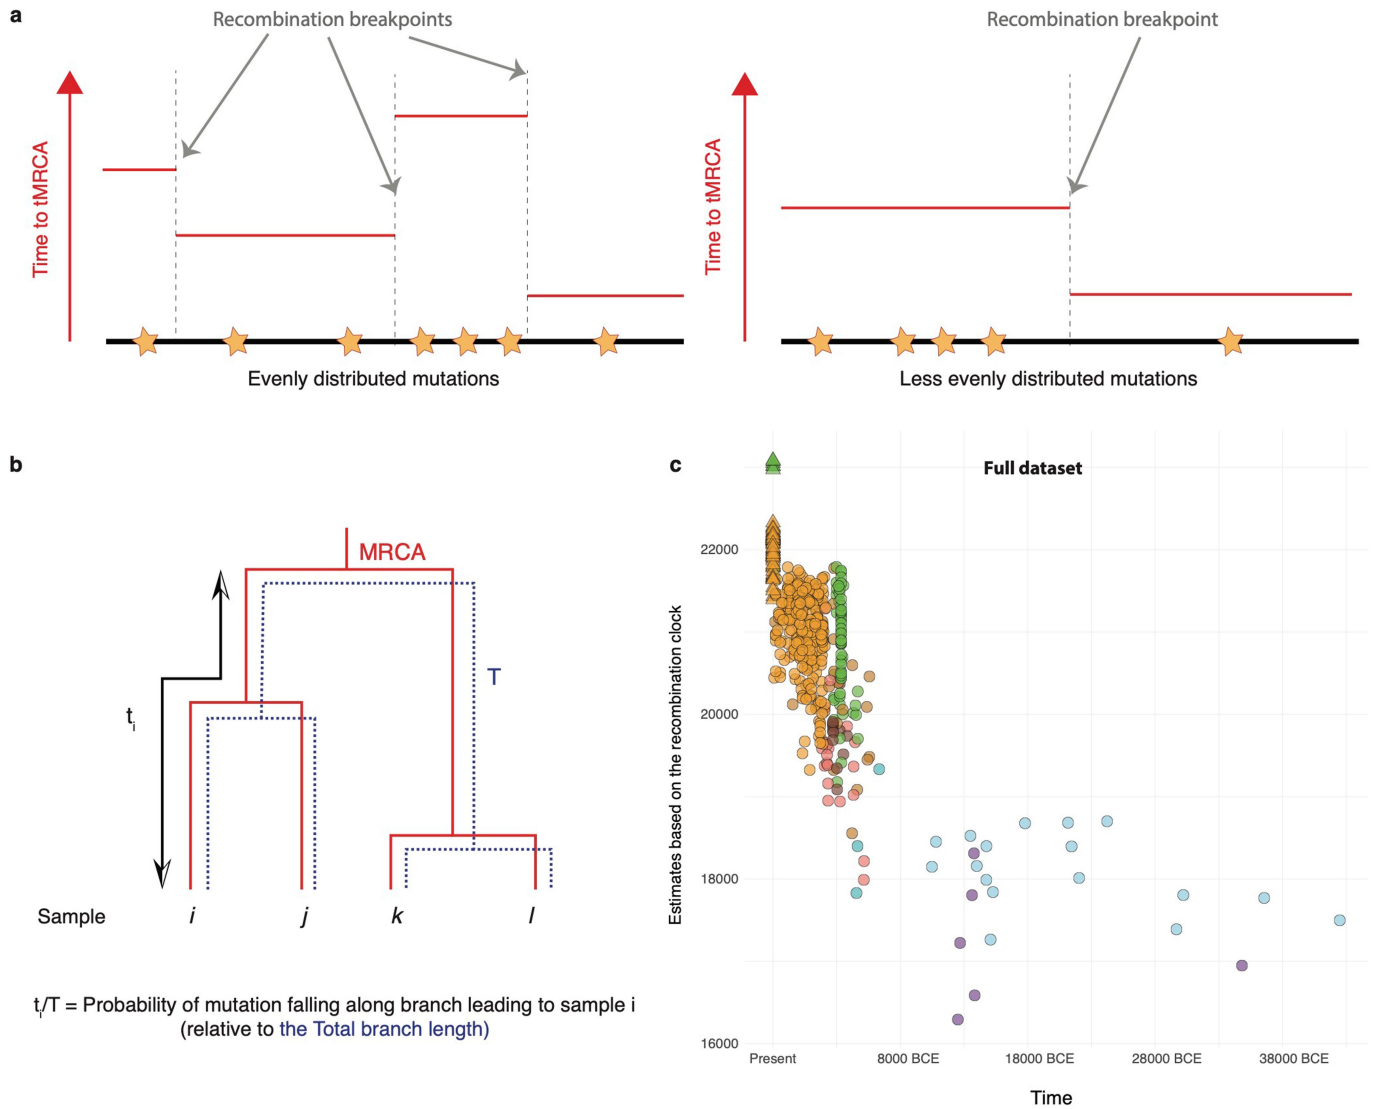 a
Recombination breakpoints
Recombination breakpoint
Time to tMRCA
Time to tMRCA
Evenly distributed mutations
Less evenly distributed mutations
b
MRCA
T
ti
Sample i j k l
ti/T = Probability of mutation falling along branch leading to sample i
(relative to the Total branch length)
c
Full dataset
Estimates based on the recombination clock
22000
20000
18000
16000
Present 8000 BCE 18000 BCE 28000 BCE 38000 BCE
Time